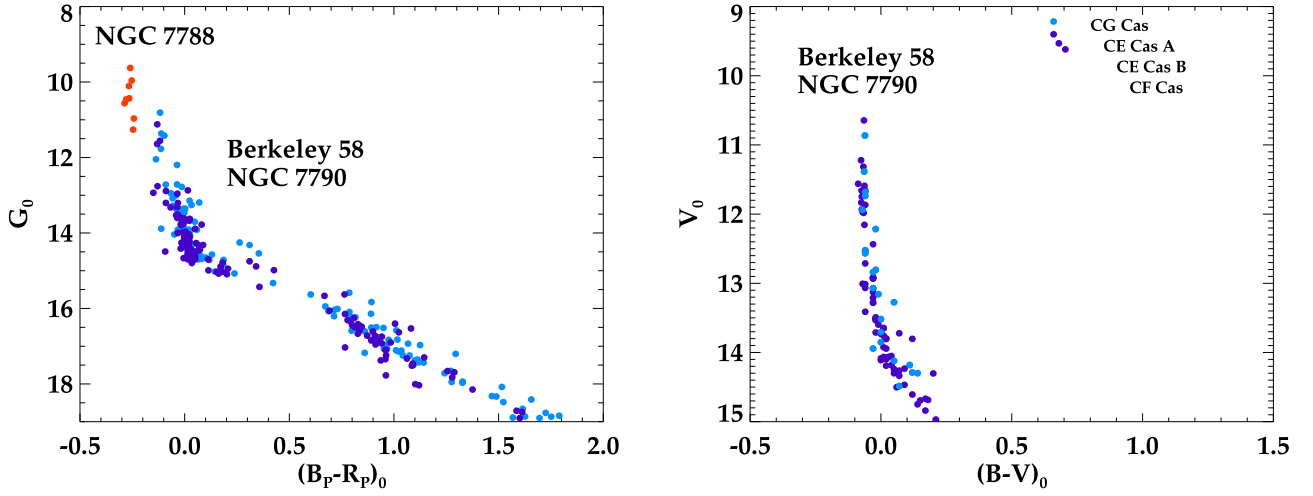 8
10
12
14
16
18
G₀
NGC 7788
Berkeley 58
NGC 7790
-0.5
0.0
0.5
1.0
1.5
2.0
(B_P-R_P)₀
9
10
11
12
13
14
15
V₀
Berkeley 58
NGC 7790
CG Cas
CE Cas A
CE Cas B
CF Cas
-0.5
0.0
0.5
1.0
1.5
(B-V)₀